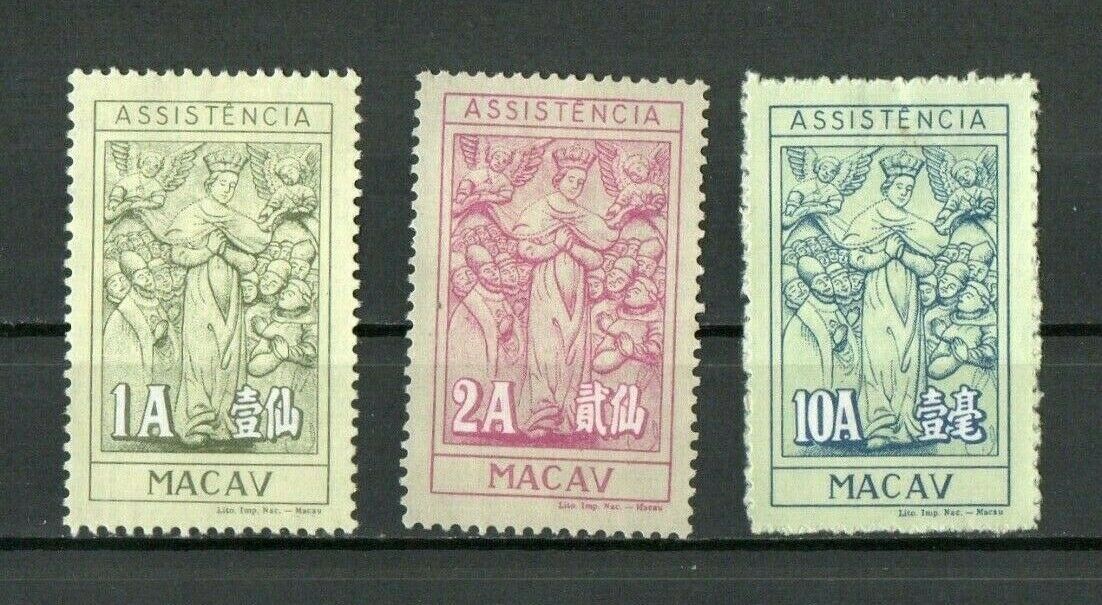 ASSISTÊNCIA
1A 壹仙
MACAV
Lito. Imp. Nac. — Macau
ASSISTÊNCIA
2A 貳仙
MACAV
Lito. Imp. Nac. — Macau
ASSISTÊNCIA
10A 壹毫
MACAV
Lito. Imp. Nac. — Macau